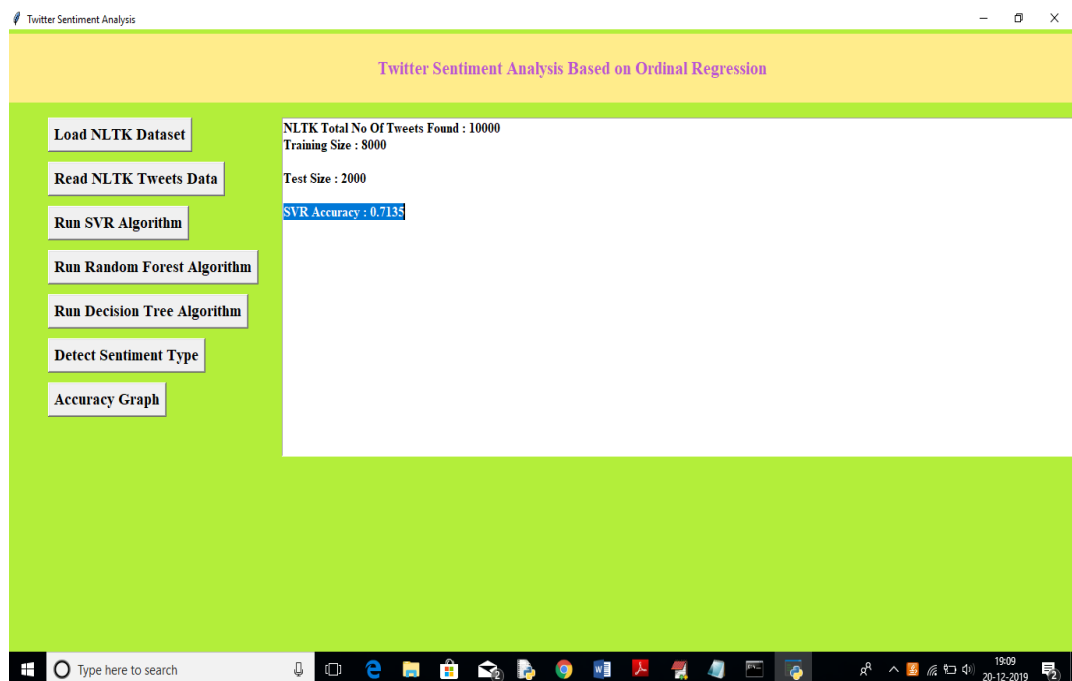 Twitter Sentiment Analysis
Twitter Sentiment Analysis Based on Ordinal Regression
Load NLTK Dataset
Read NLTK Tweets Data
Run SVR Algorithm
Run Random Forest Algorithm
Run Decision Tree Algorithm
Detect Sentiment Type
Accuracy Graph
NLTK Total No Of Tweets Found : 10000
Training Size : 8000
Test Size : 2000
SVR Accuracy : 0.7135
Type here to search
19:09
20-12-2019